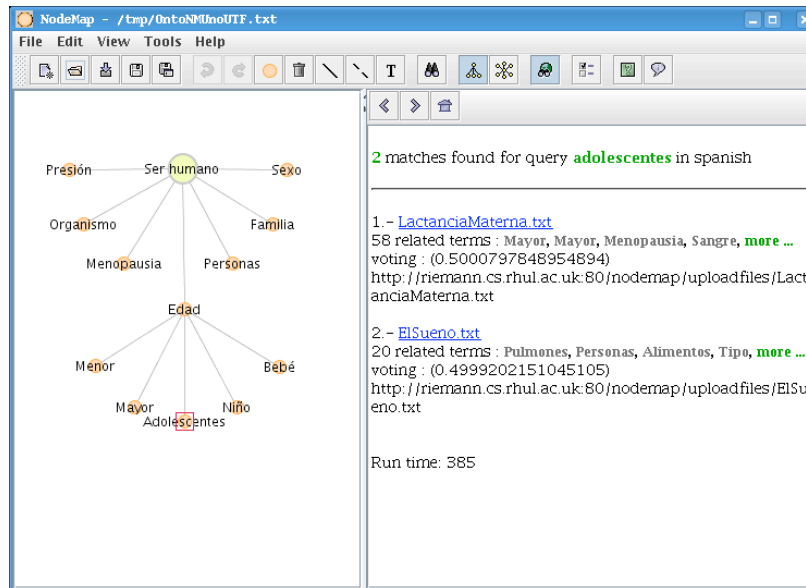 NodeMap - /tmp/OntoNMUnoUTF.txt
File Edit View Tools Help
T
Presión
Ser humano
Sexo
Organismo
Familia
Menopausia
Personas
Edad
Menor
Bebé
Mayor
Niño
Adolescentes
2 matches found for query adolescentes in spanish
1.- LactanciaMaterna.txt
58 related terms : Mayor, Mayor, Menopausia, Sangre, more ...
voting : (0.5000797848954894)
http://riemann.cs.rhul.ac.uk:80/nodemap/uploadfiles/Lact
anciaMaterna.txt
2.- ElSueno.txt
20 related terms : Pulmones, Personas, Alimentos, Tipo, more ...
voting : (0.4999202151045105)
http://riemann.cs.rhul.ac.uk:80/nodemap/uploadfiles/ElSu
eno.txt
Run time: 385